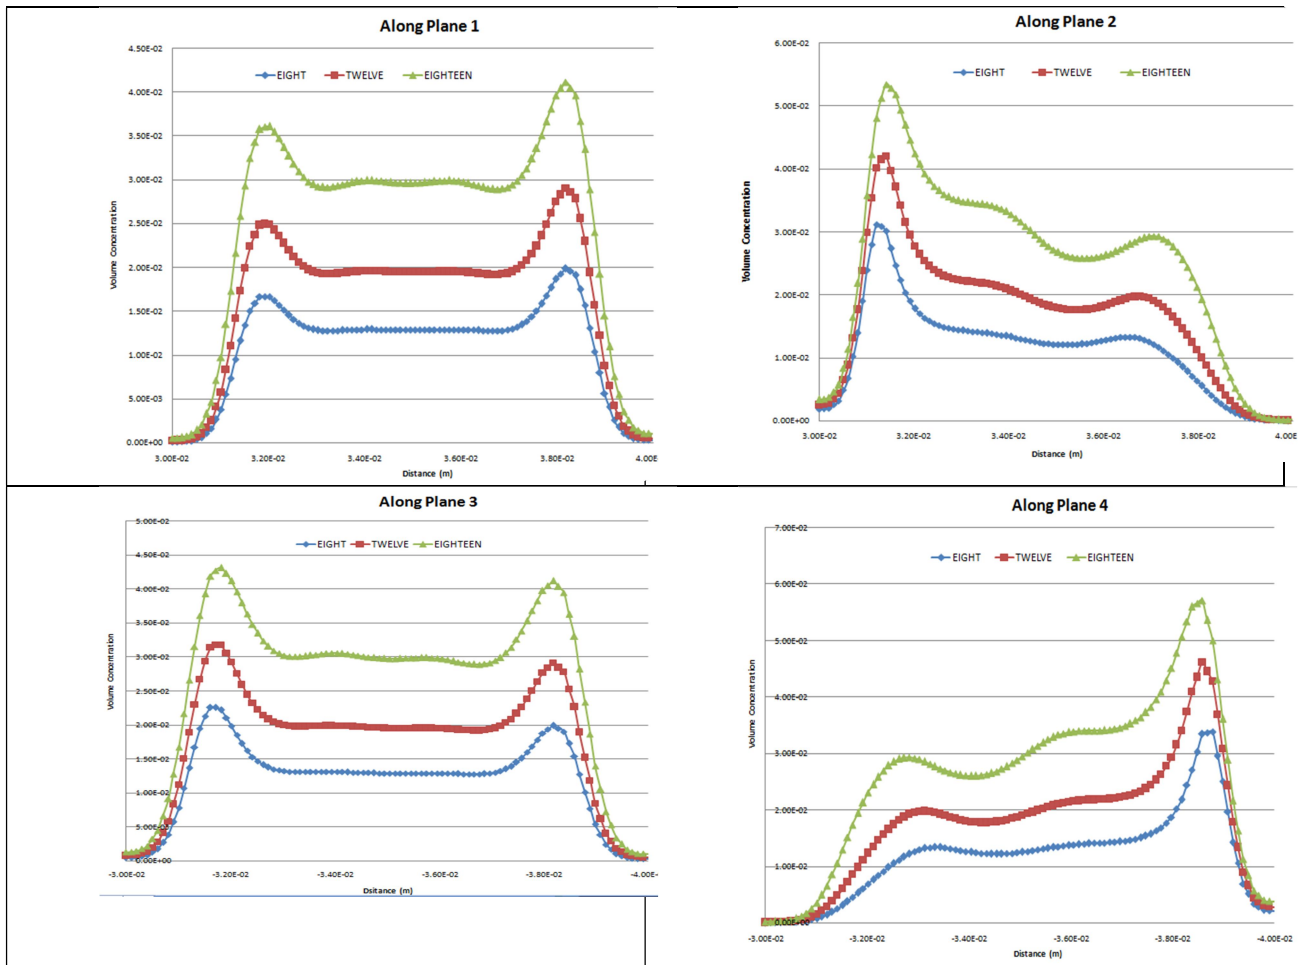 Along Plane 1
4.50E-02
4.00E-02
3.50E-02
3.00E-02
2.50E-02
2.00E-02
1.50E-02
1.00E-02
5.00E-03
0.00E+00
EIGHT TWELVE EIGHTEEN
Volume Concentration
3.00E-02 3.20E-02 3.40E-02 3.60E-02 3.80E-02 4.00E
Distance (m)
Along Plane 2
6.00E-02
5.00E-02
4.00E-02
3.00E-02
2.00E-02
1.00E-02
0.00E+00
EIGHT TWELVE EIGHTEEN
Volume Concentration
3.00E-02 3.20E-02 3.40E-02 3.60E-02 3.80E-02 4.00E
Distance (m)
Along Plane 3
5.00E-02
4.50E-02
4.00E-02
3.50E-02
3.00E-02
2.50E-02
2.00E-02
1.50E-02
1.00E-02
5.00E-03
0.00E+00
EIGHT TWELVE EIGHTEEN
Volume Concentration
-3.00E-02 -3.20E-02 -3.40E-02 -3.60E-02 -3.80E-02 -4.00E-
Dsitance (m)
Along Plane 4
7.00E-02
6.00E-02
5.00E-02
4.00E-02
3.00E-02
2.00E-02
1.00E-02
0.00E+00
EIGHT TWELVE EIGHTEEN
Volume Concentration
-3.00E-02 -3.20E-02 -3.40E-02 -3.60E-02 -3.80E-02 -4.00E-02
Distance (m)